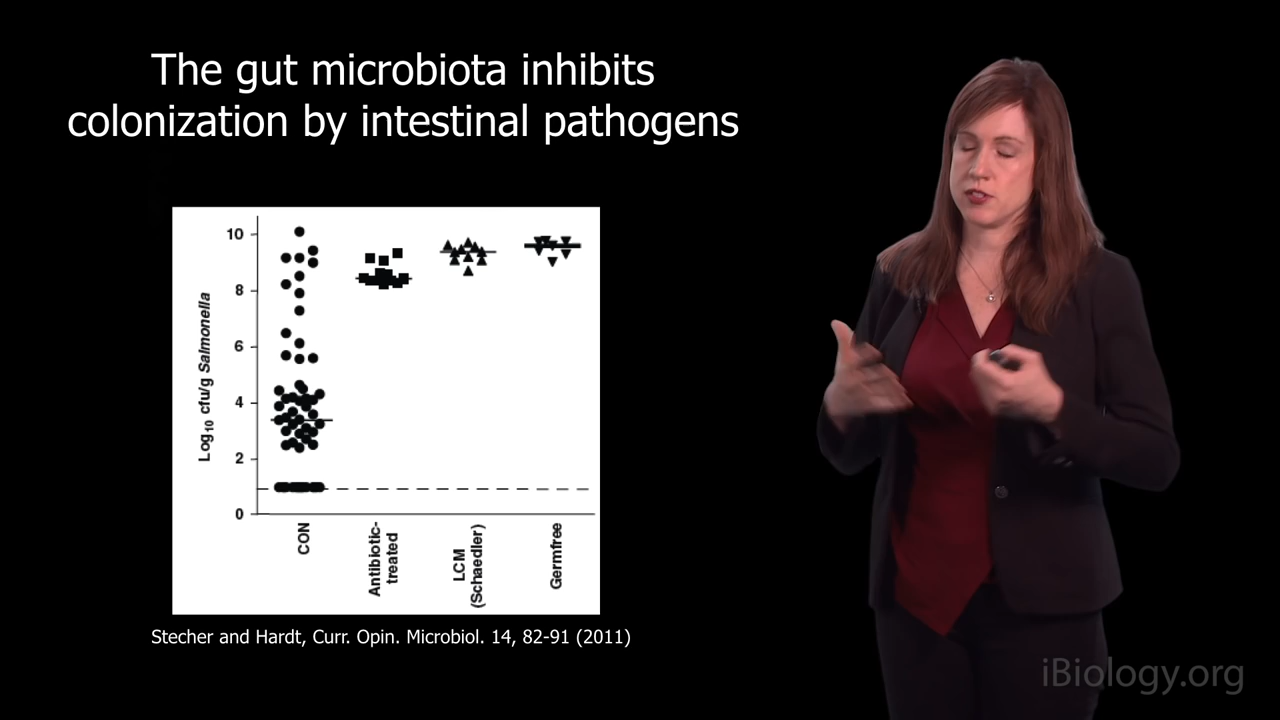 The gut microbiota inhibits
colonization by intestinal pathogens
Log10 cfu/g Salmonella
10
8
6
4
2
0
CON
Antibiotic-
treated
LCM
(Schaedler)
Germfree
Stecher and Hardt, Curr. Opin. Microbiol. 14, 82-91 (2011)
iBiology.org